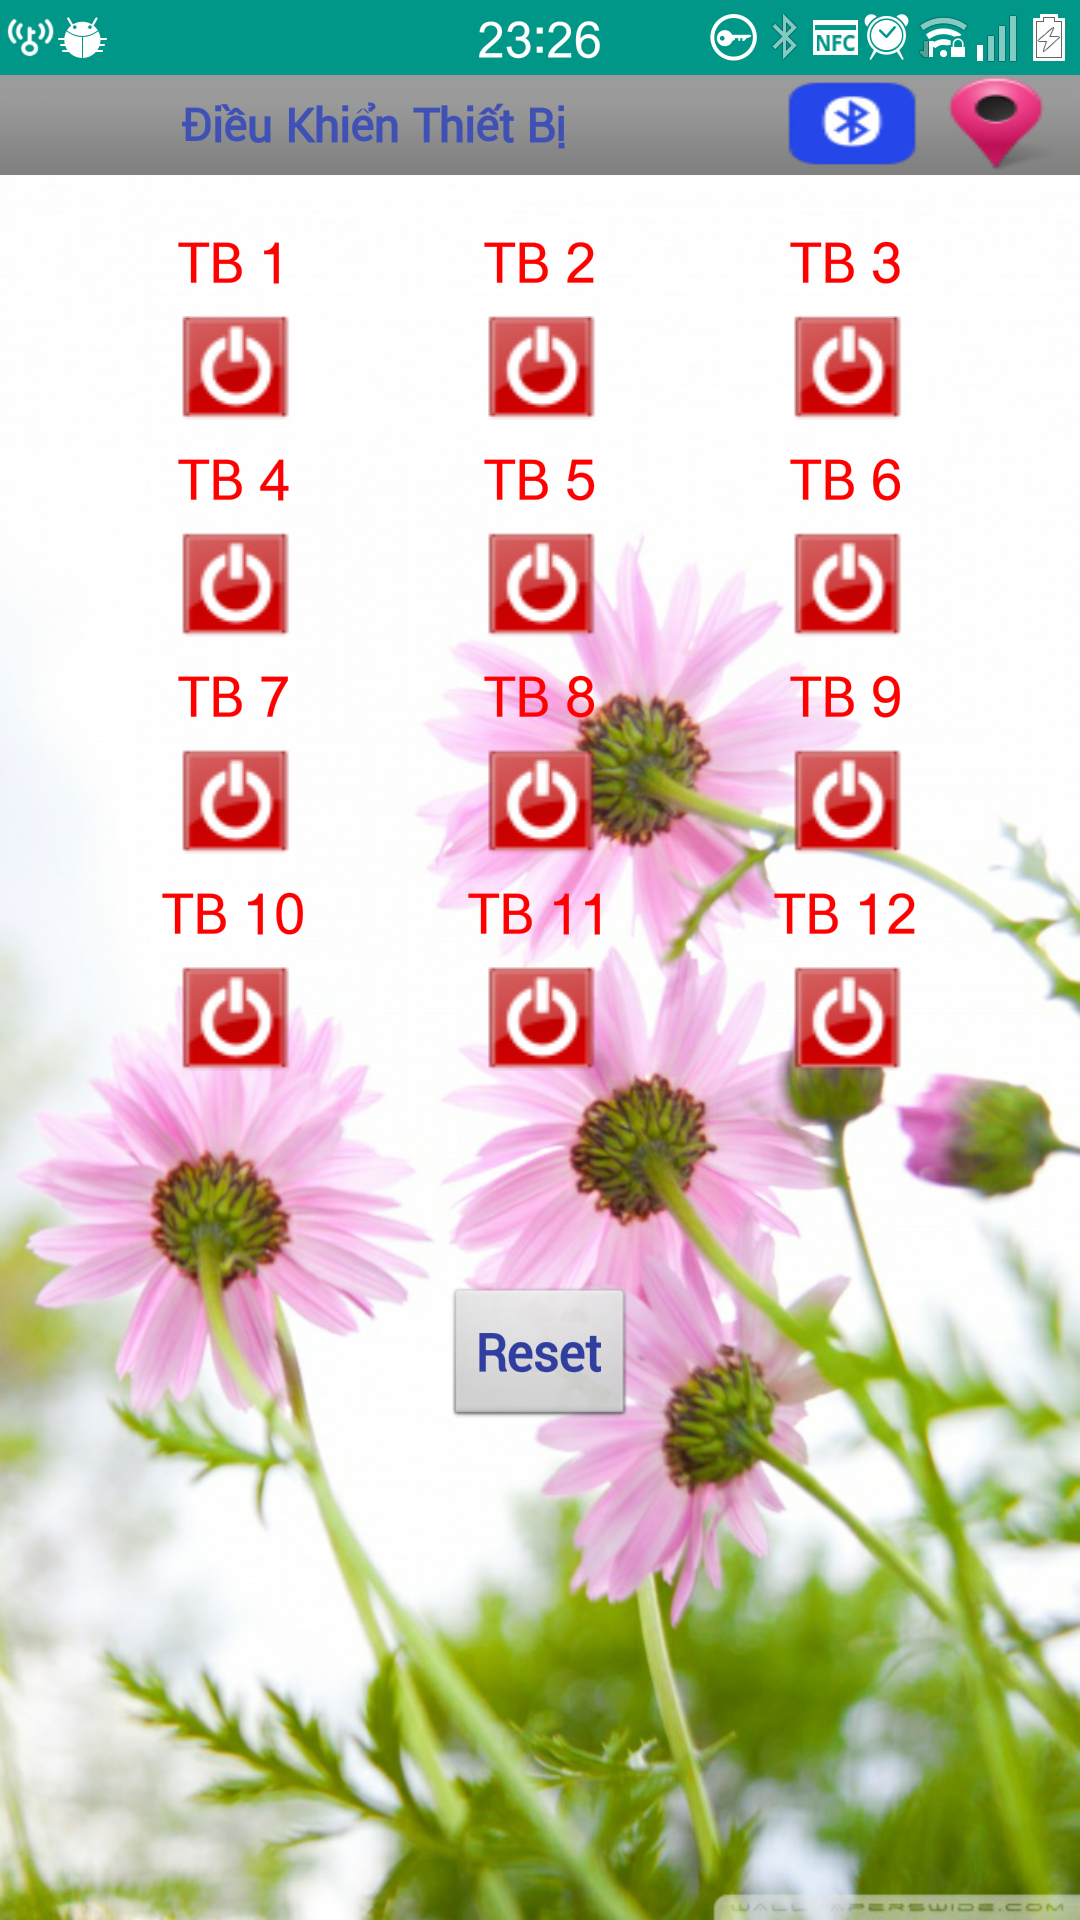 23:26
NFC
Điều Khiển Thiết Bị
TB 1 TB 2 TB 3
TB 4 TB 5 TB 6
TB 7 TB 8 TB 9
TB 10 TB 11 TB 12
Reset
WALLPAPERSWIDE.COM